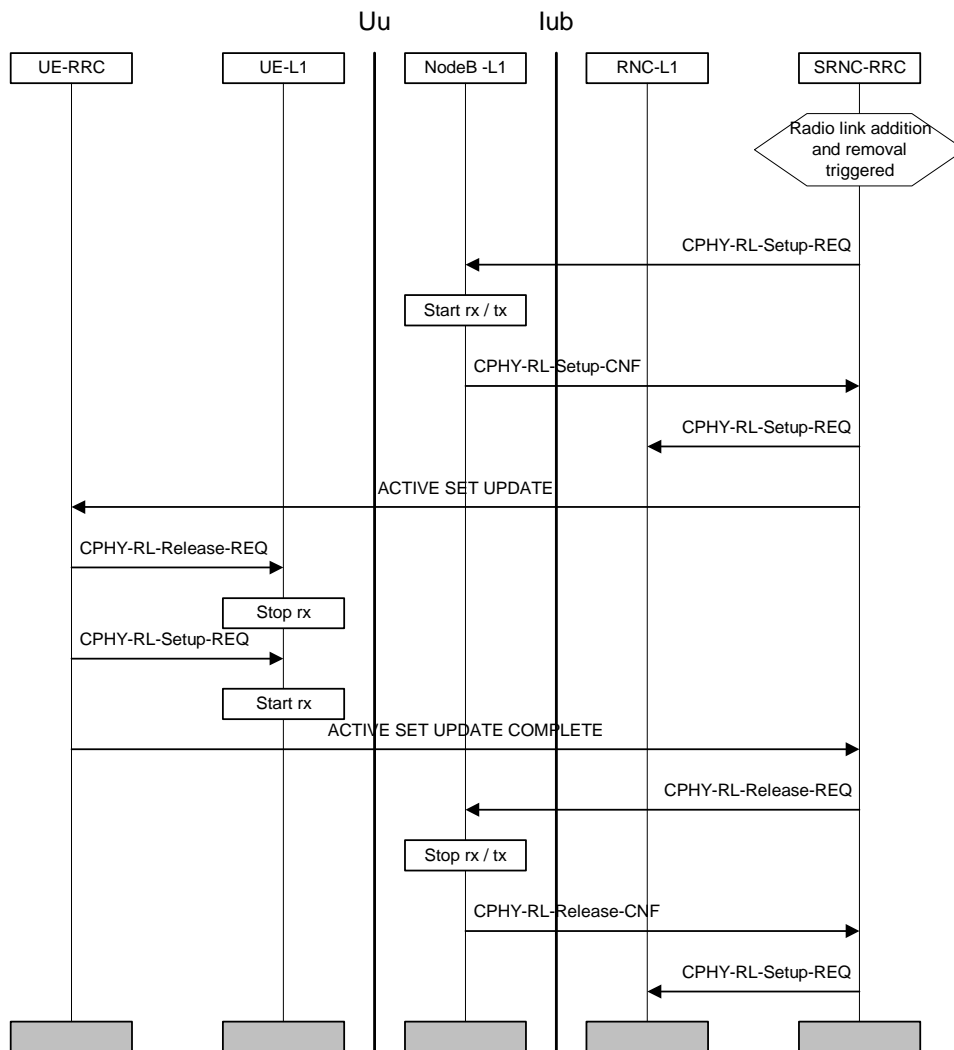 Uu
Iub
UE-RRC
UE-L1
NodeB -L1
RNC-L1
SRNC-RRC
Radio link addition
and removal
triggered
CPHY-RL-Setup-REQ
Start rx / tx
CPHY-RL-Setup-CNF
CPHY-RL-Setup-REQ
ACTIVE SET UPDATE
CPHY-RL-Release-REQ
Stop rx
CPHY-RL-Setup-REQ
Start rx
ACTIVE SET UPDATE COMPLETE
CPHY-RL-Release-REQ
Stop rx / tx
CPHY-RL-Release-CNF
CPHY-RL-Setup-REQ